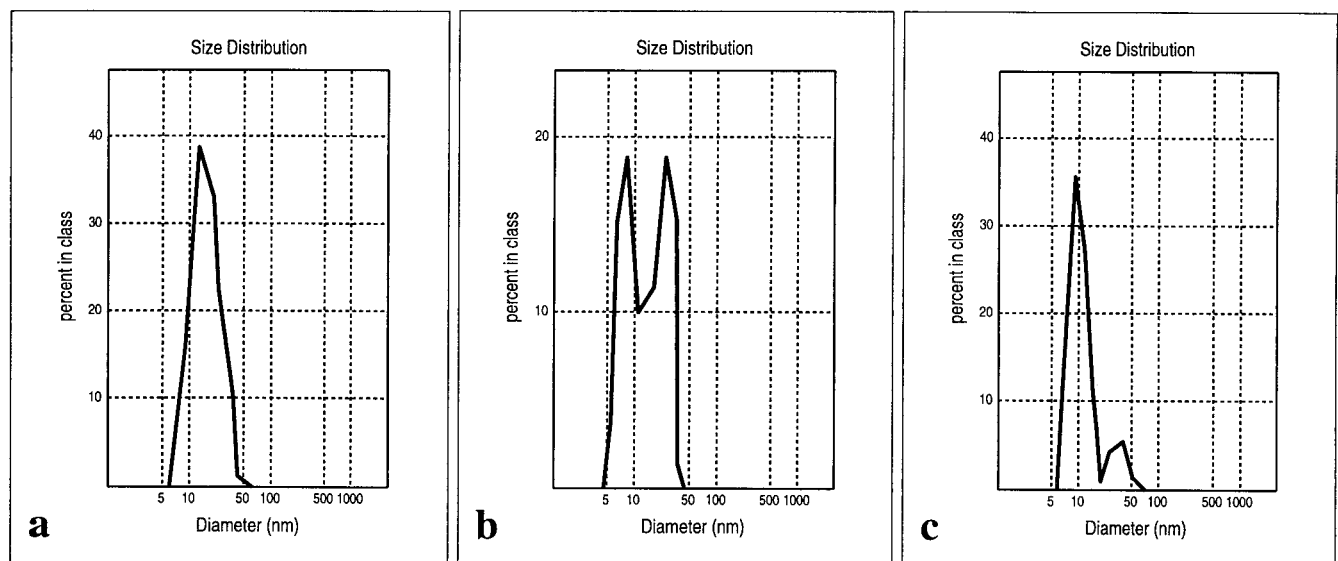 Size Distribution
percent in class
40
30
20
10
5 10 50 100 500 1000
Diameter (nm)
a
Size Distribution
percent in class
20
10
5 10 50 100 500 1000
Diameter (nm)
b
Size Distribution
percent in class
40
30
20
10
5 10 50 100 500 1000
Diameter (nm)
c